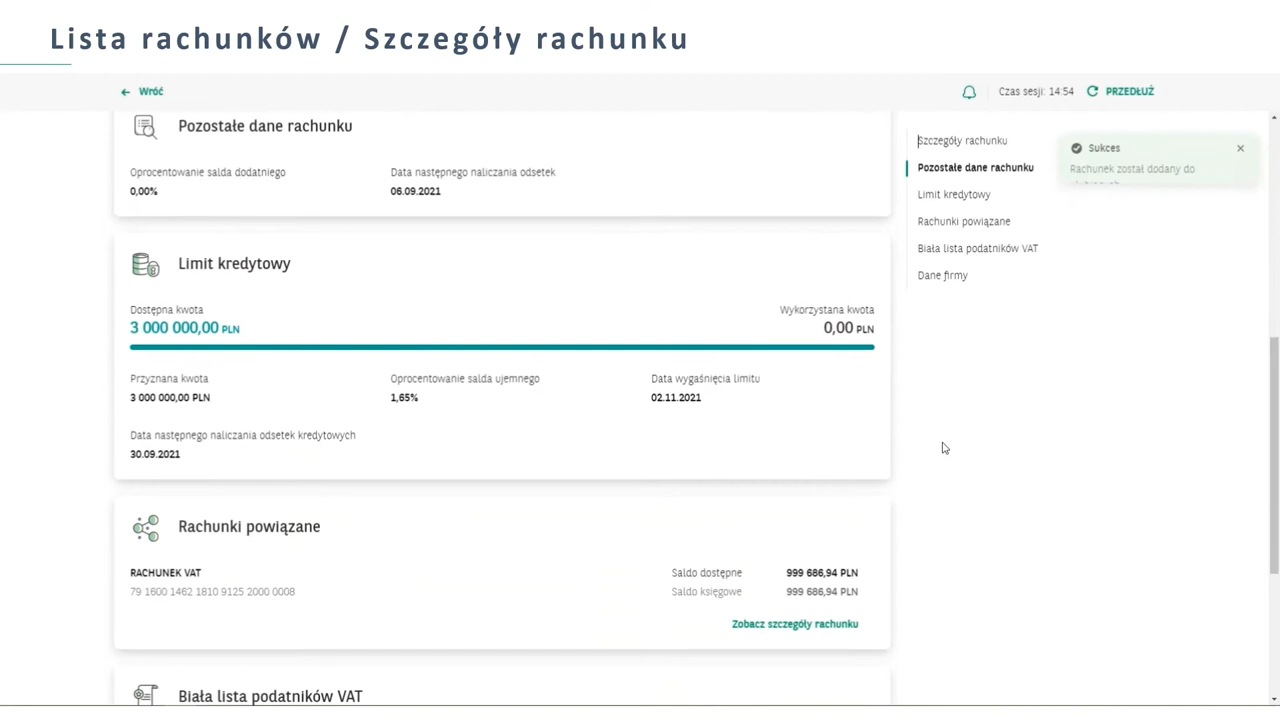 Lista rachunków / Szczegóły rachunku
Wróć
Czas sesji: 14:54
PRZEDŁUŻ
Pozostałe dane rachunku
Oprocentowanie salda dodatniego
Data następnego naliczania odsetek
0,00%
06.09.2021
Limit kredytowy
Dostępna kwota
Wykorzystana kwota
3 000 000,00 PLN
0,00 PLN
Przyznana kwota
Oprocentowanie salda ujemnego
Data wygaśnięcia limitu
3 000 000,00 PLN
1,65%
02.11.2021
Data następnego naliczania odsetek kredytowych
30.09.2021
Rachunki powiązane
RACHUNEK VAT
Saldo dostępne
999 686,94 PLN
79 1600 1462 1810 9125 2000 0008
Saldo księgowe
999 686,94 PLN
Zobacz szczegóły rachunku
Biała lista podatników VAT
Szczegóły rachunku
Pozostałe dane rachunku
Limit kredytowy
Rachunki powiązane
Biała lista podatników VAT
Dane firmy
Sukces
Rachunek został dodany do